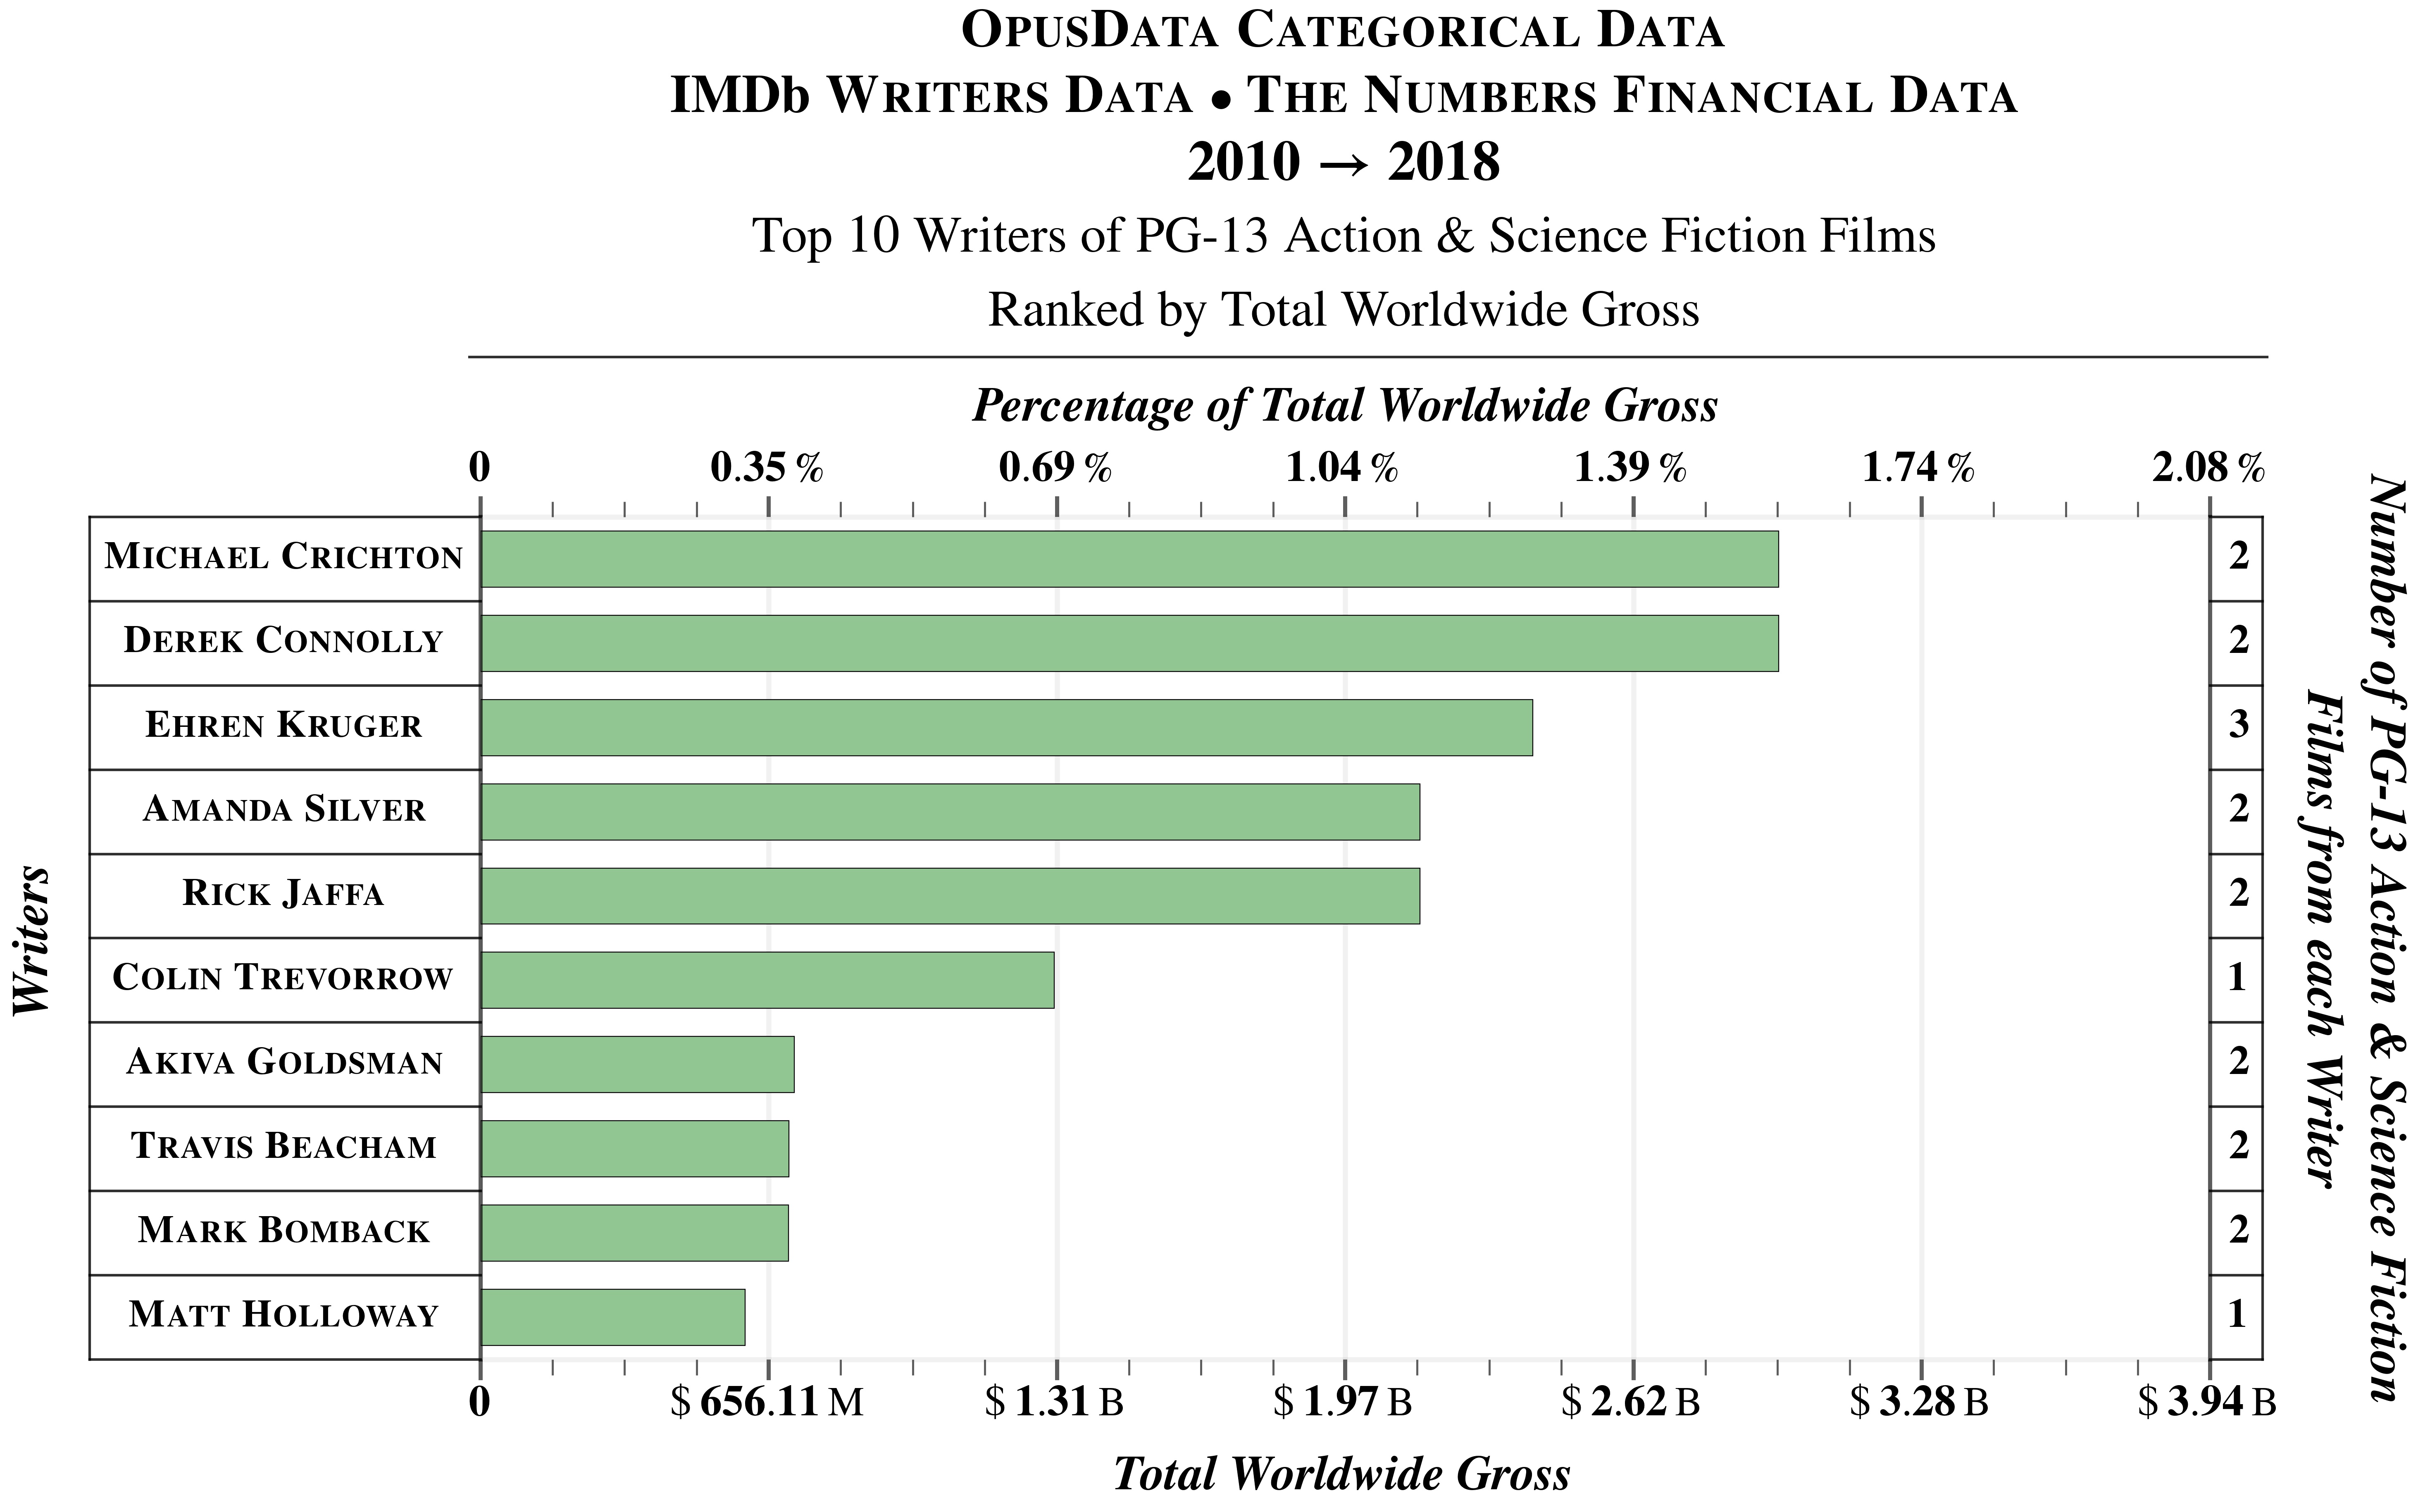 OpusData Categorical Data
IMDb Writers Data • The Numbers Financial Data
2010 → 2018
Top 10 Writers of PG-13 Action & Science Fiction Films
Ranked by Total Worldwide Gross
Percentage of Total Worldwide Gross
0 0.35 % 0.69 % 1.04 % 1.39 % 1.74 % 2.08 %
Writers
Michael Crichton 2
Derek Connolly 2
Ehren Kruger 3
Amanda Silver 2
Rick Jaffa 2
Colin Trevorrow 1
Akiva Goldsman 2
Travis Beacham 2
Mark Bomback 2
Matt Holloway 1
Number of PG-13 Action & Science Fiction
Films from each Writer
0 $ 656.11 M $ 1.31 B $ 1.97 B $ 2.62 B $ 3.28 B $ 3.94 B
Total Worldwide Gross